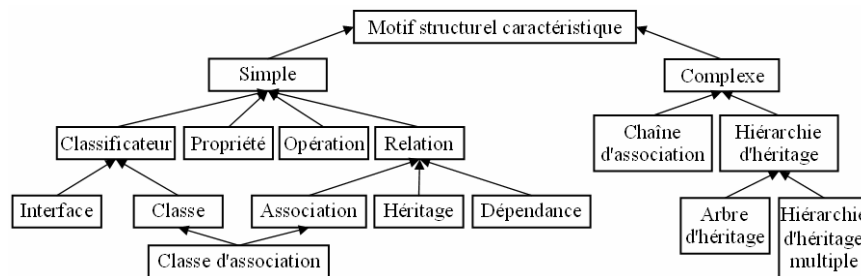 Motif structurel caractéristique
Simple
Complexe
Classificateur
Propriété
Opération
Relation
Chaîne
d'association
Hiérarchie
d'héritage
Interface
Classe
Association
Héritage
Dépendance
Arbre
d'héritage
Hiérarchie
d'héritage
multiple
Classe d'association